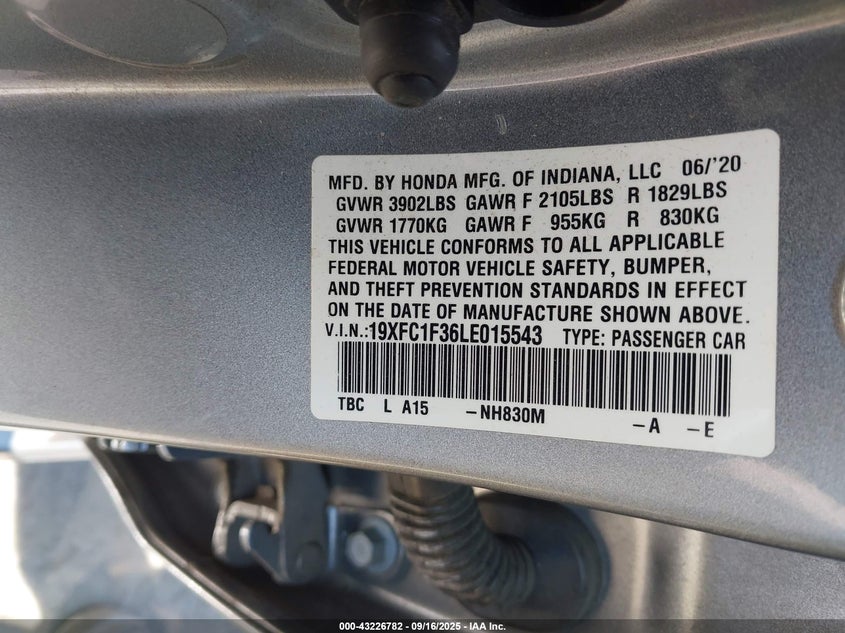 MFD. BY HONDA MFG. OF INDIANA, LLC 06/'20
GVWR 3902LBS GAWR F 2105LBS R 1829LBS
GVWR 1770KG GAWR F 955KG R 830KG
THIS VEHICLE CONFORMS TO ALL APPLICABLE
FEDERAL MOTOR VEHICLE SAFETY, BUMPER,
AND THEFT PREVENTION STANDARDS IN EFFECT
ON THE DATE OF MANUFACTURE SHOWN ABOVE.
V.I.N.:19XFC1F36LE015543 TYPE: PASSENGER CAR
TBC L A15 -NH830M -A -E
000-43226782 - 09/16/2025 - IAA Inc.